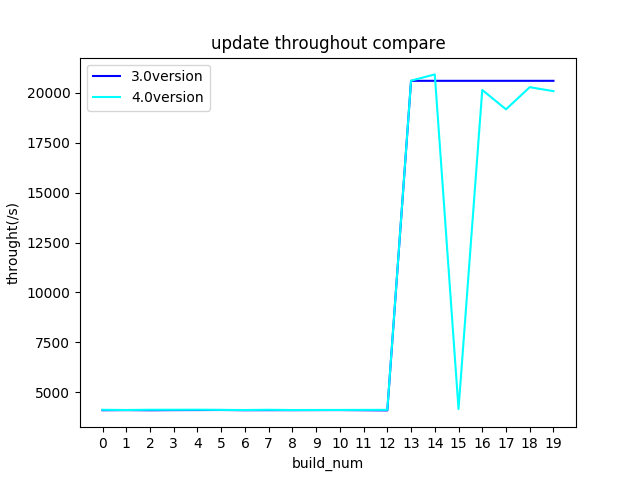 update throughout compare
3.0version
4.0version
20000
17500
15000
12500
10000
7500
5000
throught(/s)
0 1 2 3 4 5 6 7 8 9 10 11 12 13 14 15 16 17 18 19
build_num